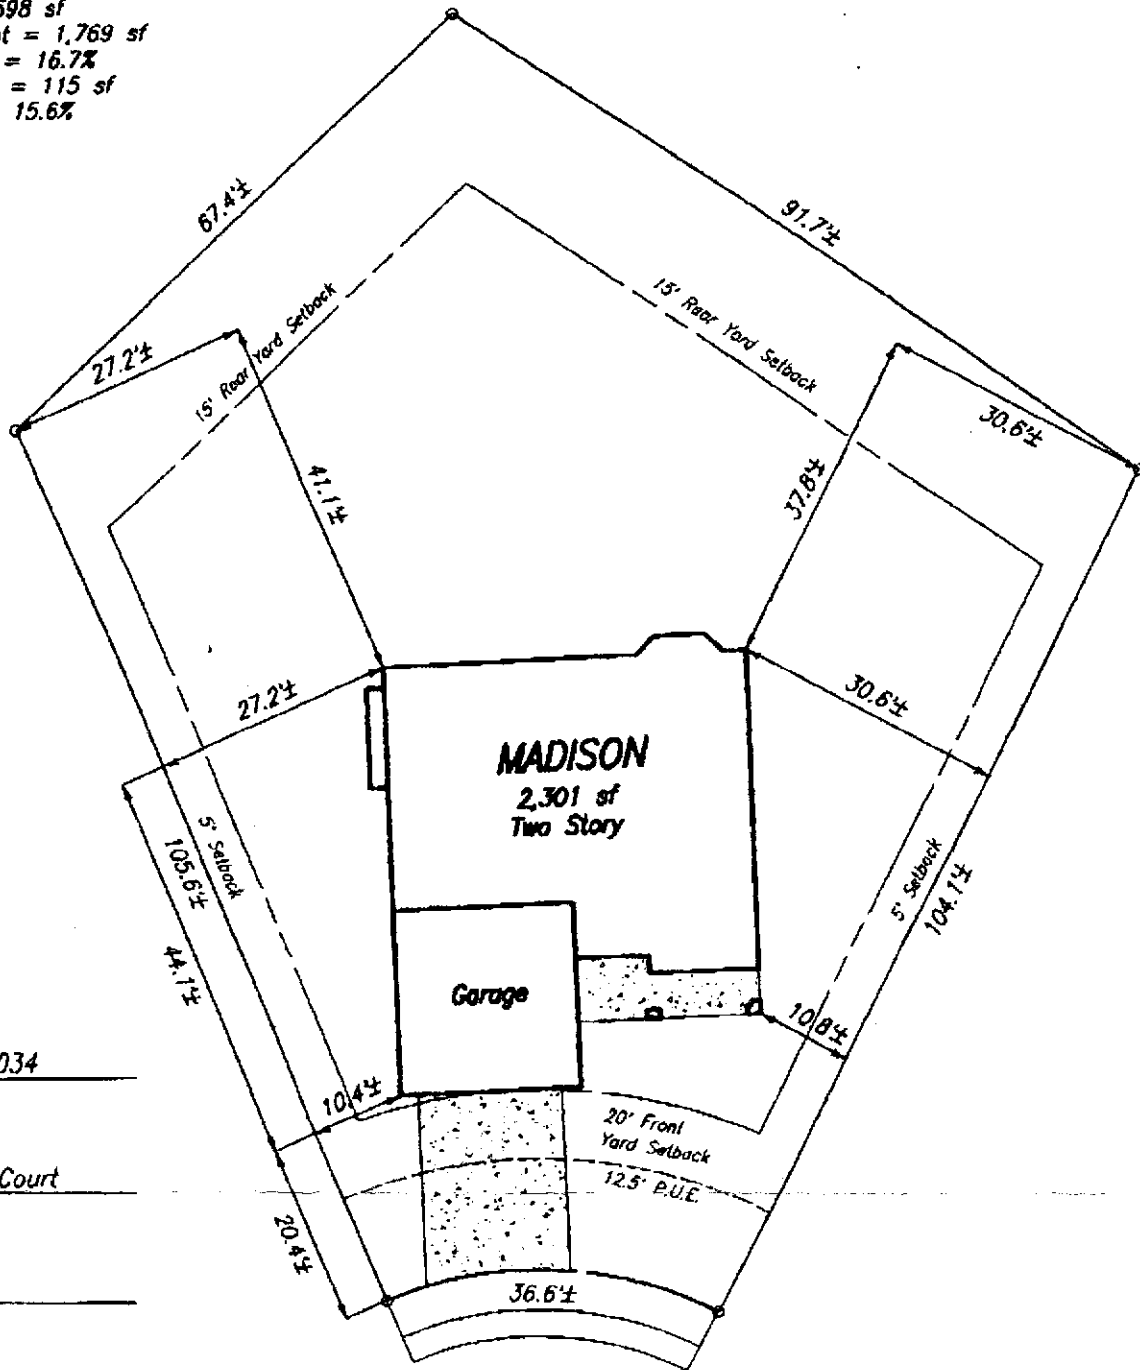 598 sf
= 1,769 sf
= 16.7%
= 115 sf
15.6%
67.4'±
91.7'±
15' Rear Yard Setback
15' Rear Yard Setback
27.2'±
30.6'±
41.1'±
37.8'±
27.2'±
30.6'±
MADISON
2,301 sf
Two Story
5' Setback
105.6'±
5' Setback
104.1'±
44.1'±
Garage
10.8'±
034
10.4'±
20' Front
Yard Setback
12.5' P.U.E.
Court
20.4'±
36.6'±